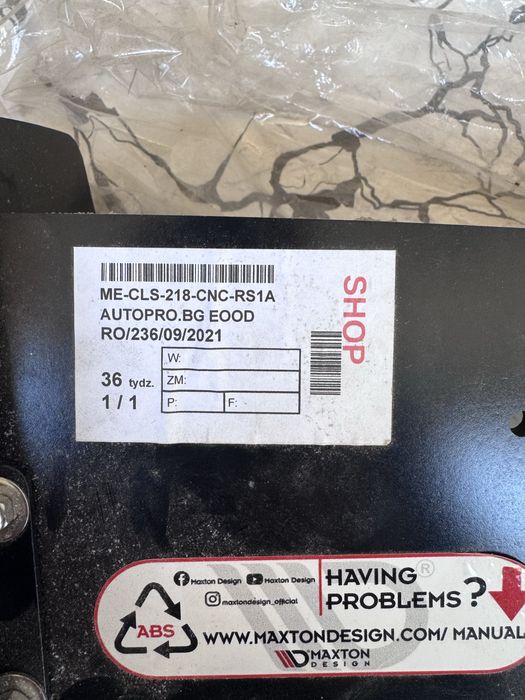 ME-CLS-218-CNC-RS1A
AUTOPRO.BG EOOD
RO/236/09/2021
36 tydz.
1 / 1
W:
ZM:
P:
F:
SHOP
Maxton Design
Maxton Design
maxtondesign_official
ABS
HAVING
PROBLEMS?
WWW.MAXTONDESIGN.COM/ MANUAL
MAXTON
DESIGN